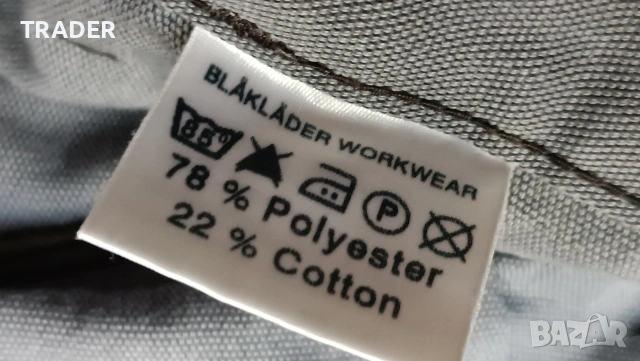 TRADER
BLÅKLÄDER WORKWEAR
85° P
78 % Polyester
22 % Cotton
BAZAR